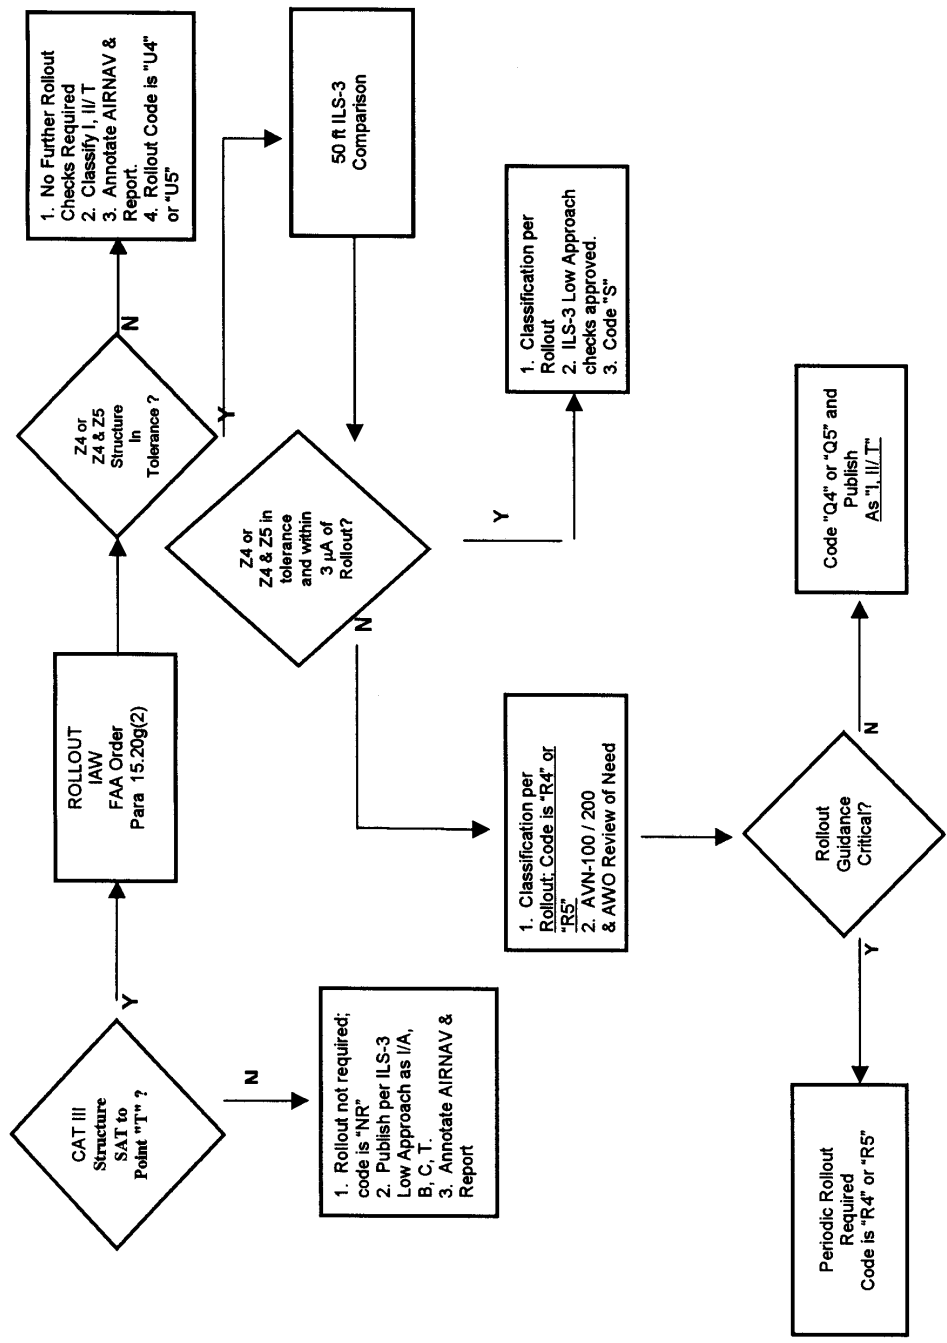 CAT III
Structure
SAT to
Point "T" ?
Y
N
1. Rollout not required;
code is "NR"
2. Publish per ILS-3
Low Approach as I/A,
B, C, T.
3. Annotate AIRNAV &
Report
ROLLOUT
IAW
FAA Order
Para 15.20g(2)
Z4 or
Z4 & Z5
Structure
In
Tolerance ?
N
Y
1. No Further Rollout
Checks Required
2. Classify I, II/ T
3. Annotate AIRNAV &
Report.
4. Rollout Code is "U4"
or "U5"
50 ft ILS-3
Comparison
Z4 or
Z4 & Z5 in
tolerance
and within
3 µA of
Rollout?
N
Y
1. Classification per
Rollout
2. ILS-3 Low Approach
checks approved.
3. Code "S"
1. Classification per
Rollout; Code is "R4" or
"R5"
2. AVN-100 / 200
& AWO Review of Need
Rollout
Guidance
Critical?
Y
N
Periodic Rollout
Required
Code is "R4" or "R5
Code "Q4" or "Q5" and
Publish
As "I, II/ T"